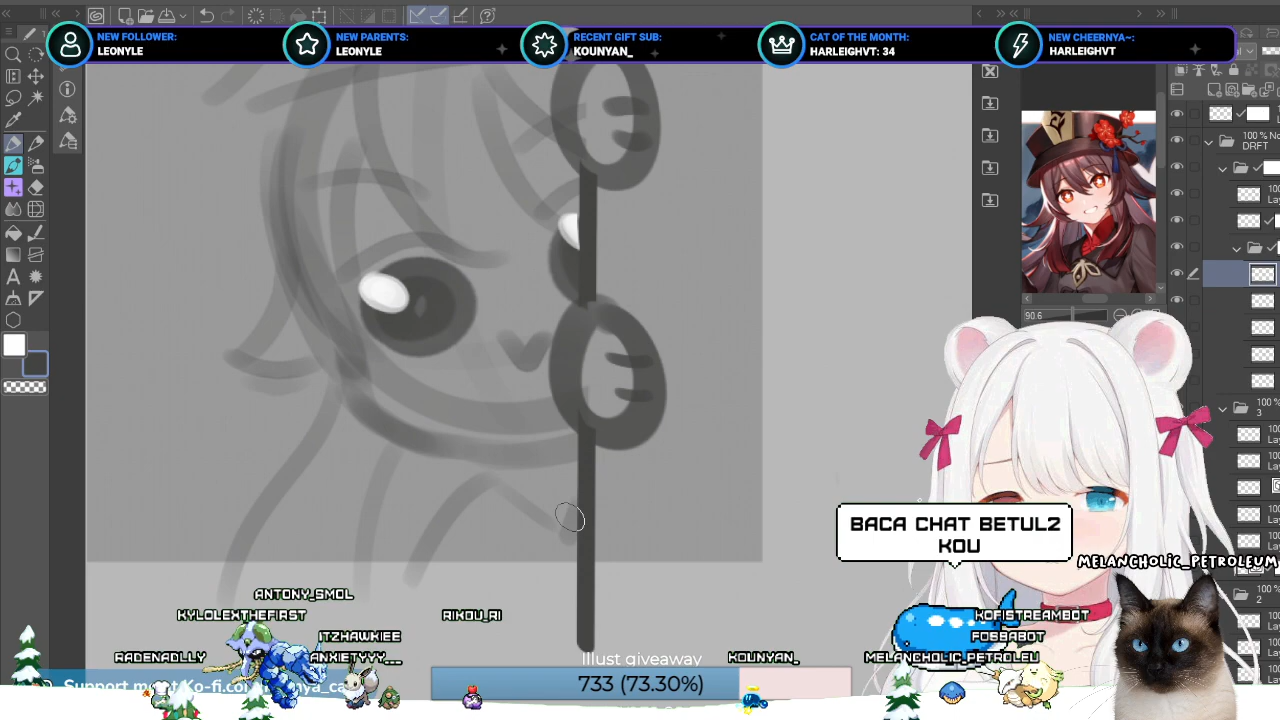 NEW FOLLOWER:
LEONYLE
NEW PARENTS:
LEONYLE
RECENT GIFT SUB:
KOUNYAN_
CAT OF THE MONTH:
HARLEIGHVT: 34
NEW CHEERNYA~:
HARLEIGHVT
DRFT
90.6
BACA CHAT BETUL2
KOU
MELANCHOLIC_PETROLEUM
ANTONY_SMOL
KYLOLEXTHEFIRST
RIKOU_RI
KOFISTREAMBOT
ITZHAWKIEE
FOSSABOT
RADENADLLY
ANXIETYYY_...
KOUNYAN_
MELANCHOLIC_PETROLEU
Illust giveaway
733 (73.30%)